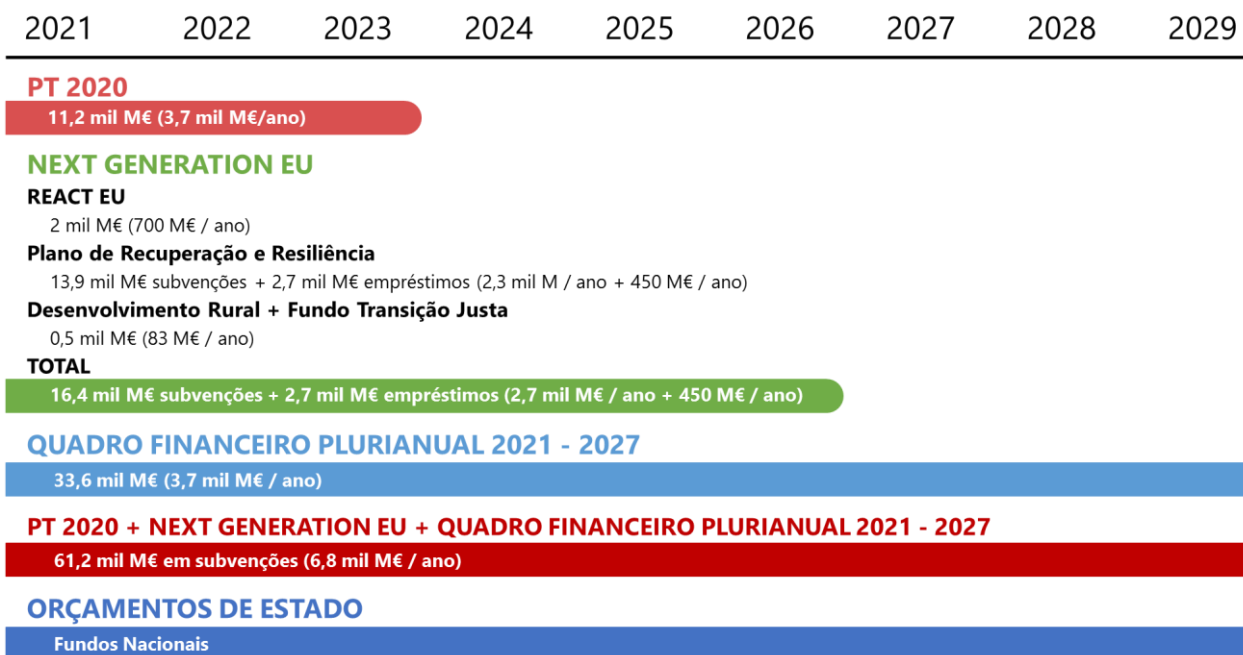 2021 2022 2023 2024 2025 2026 2027 2028 2029
PT 2020
11,2 mil M€ (3,7 mil M€/ano)
NEXT GENERATION EU
REACT EU
2 mil M€ (700 M€ / ano)
Plano de Recuperação e Resiliência
13,9 mil M€ subvenções + 2,7 mil M€ empréstimos (2,3 mil M / ano + 450 M€ / ano)
Desenvolvimento Rural + Fundo Transição Justa
0,5 mil M€ (83 M€ / ano)
TOTAL
16,4 mil M€ subvenções + 2,7 mil M€ empréstimos (2,7 mil M€ / ano + 450 M€ / ano)
QUADRO FINANCEIRO PLURIANUAL 2021 - 2027
33,6 mil M€ (3,7 mil M€ / ano)
PT 2020 + NEXT GENERATION EU + QUADRO FINANCEIRO PLURIANUAL 2021 - 2027
61,2 mil M€ em subvenções (6,8 mil M€ / ano)
ORÇAMENTOS DE ESTADO
Fundos Nacionais